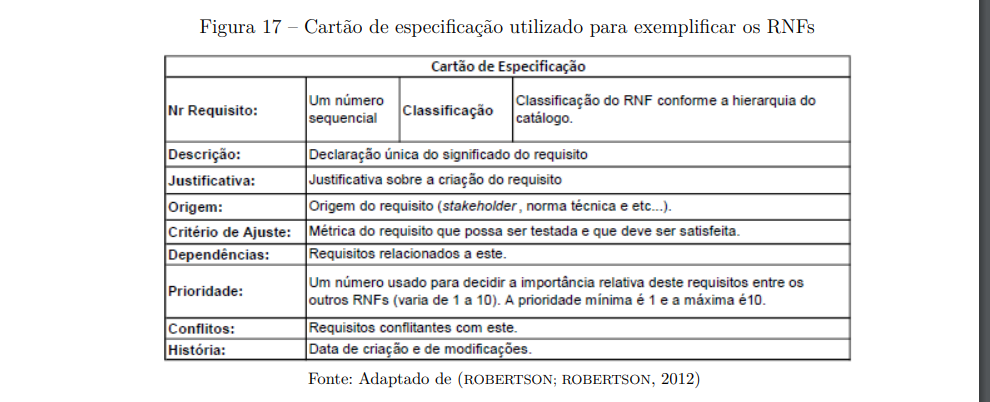 Figura 17 – Cartão de especificação utilizado para exemplificar os RNFs
Cartão de Especificação
Nr Requisito:
Um número
sequencial
Classificação
Classificação do RNF conforme a hierarquia do
catálogo.
Descrição:
Declaração única do significado do requisito
Justificativa:
Justificativa sobre a criação do requisito
Origem:
Origem do requisito (stakeholder, norma técnica e etc...).
Critério de Ajuste:
Métrica do requisito que possa ser testada e que deve ser satisfeita.
Dependências:
Requisitos relacionados a este.
Prioridade:
Um número usado para decidir a importância relativa deste requisitos entre os
outros RNFs (varia de 1 a 10). A prioridade mínima é 1 e a máxima é10.
Conflitos:
Requisitos conflitantes com este.
História:
Data de criação e de modificações.
Fonte: Adaptado de (ROBERTSON; ROBERTSON, 2012)